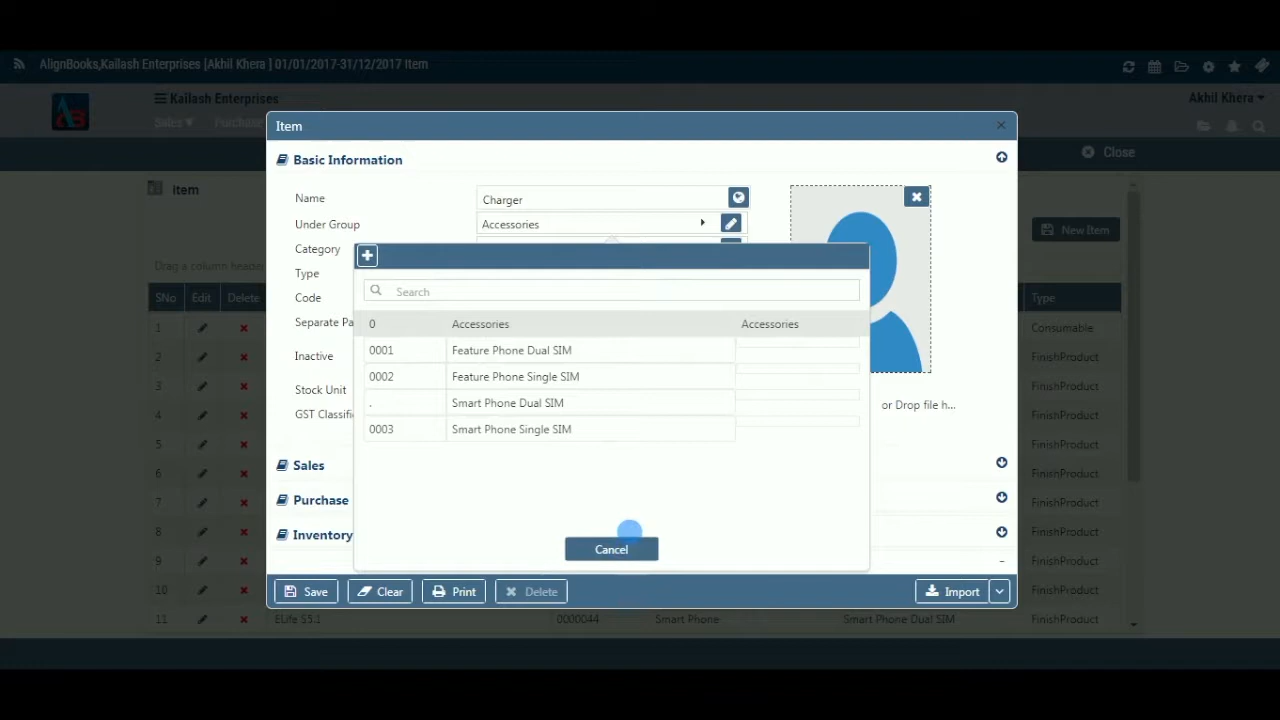 AlignBooks,Kailash Enterprises [Akhil Khera ] 01/01/2017-31/12/2017 Item
Kailash Enterprises
Akhil Khera
Sales
Purchase
Item
Close
Basic Information
Item
Name
Charger
Under Group
Accessories
New Item
Category
Drag a column heade
Type
Search
SNo
Edit
Delete
Code
Type
Separate Pa
0
Accessories
Accessories
1
Consumable
0001
Feature Phone Dual SIM
2
Inactive
FinishProduct
0002
Feature Phone Single SIM
3
Stock Unit
FinishProduct
.
Smart Phone Dual SIM
or Drop file h...
4
GST Classifi
FinishProduct
0003
Smart Phone Single SIM
5
FinishProduct
Sales
6
FinishProduct
Purchase
7
FinishProduct
8
Inventory
FinishProduct
Cancel
9
FinishProduct
10
Save
Clear
Print
Delete
Import
FinishProduct
11
ELife S5.1
0000044
Smart Phone
Smart Phone Dual SIM
FinishProduct